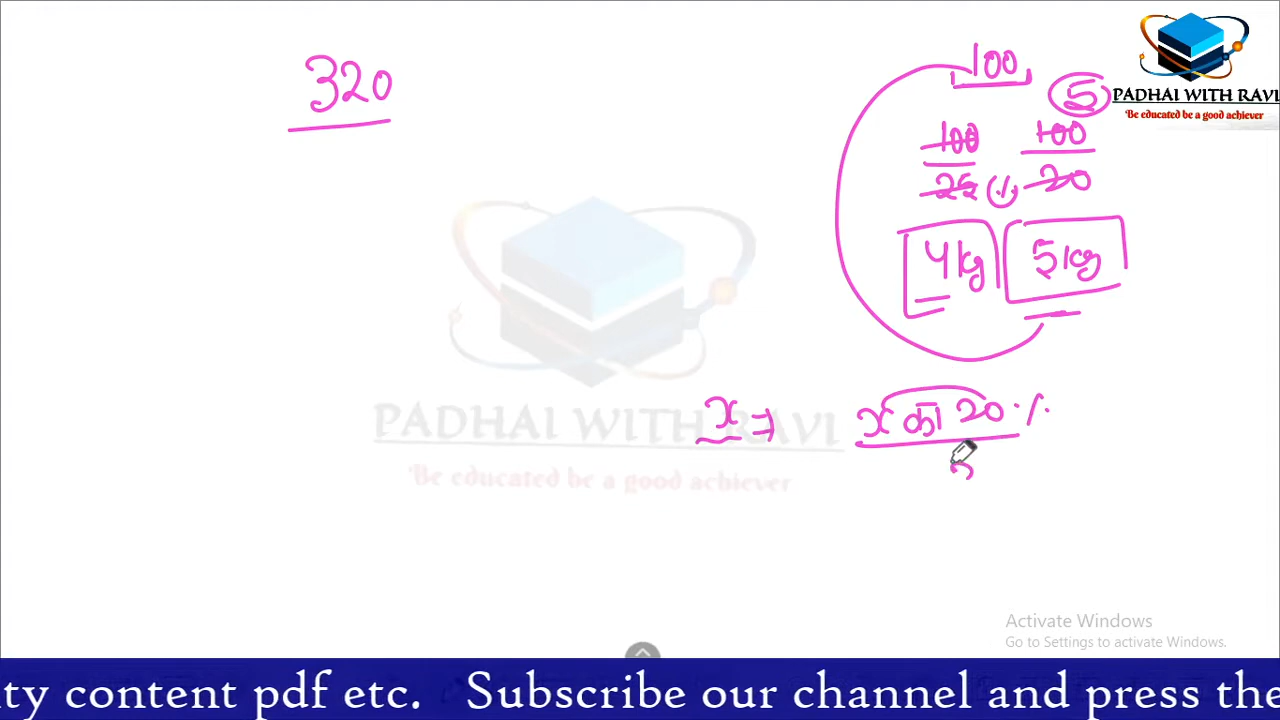 320
100
5
100 100
25 % 20
4kg 5kg
x ⇒ x का 20%
PADHAI WITH RAVI
Be educated be a good achiever
PADHAI WITH RAVI
Be educated be a good achiever
Activate Windows
Go to Settings to activate Windows.
ty content pdf etc. Subscribe our channel and press the